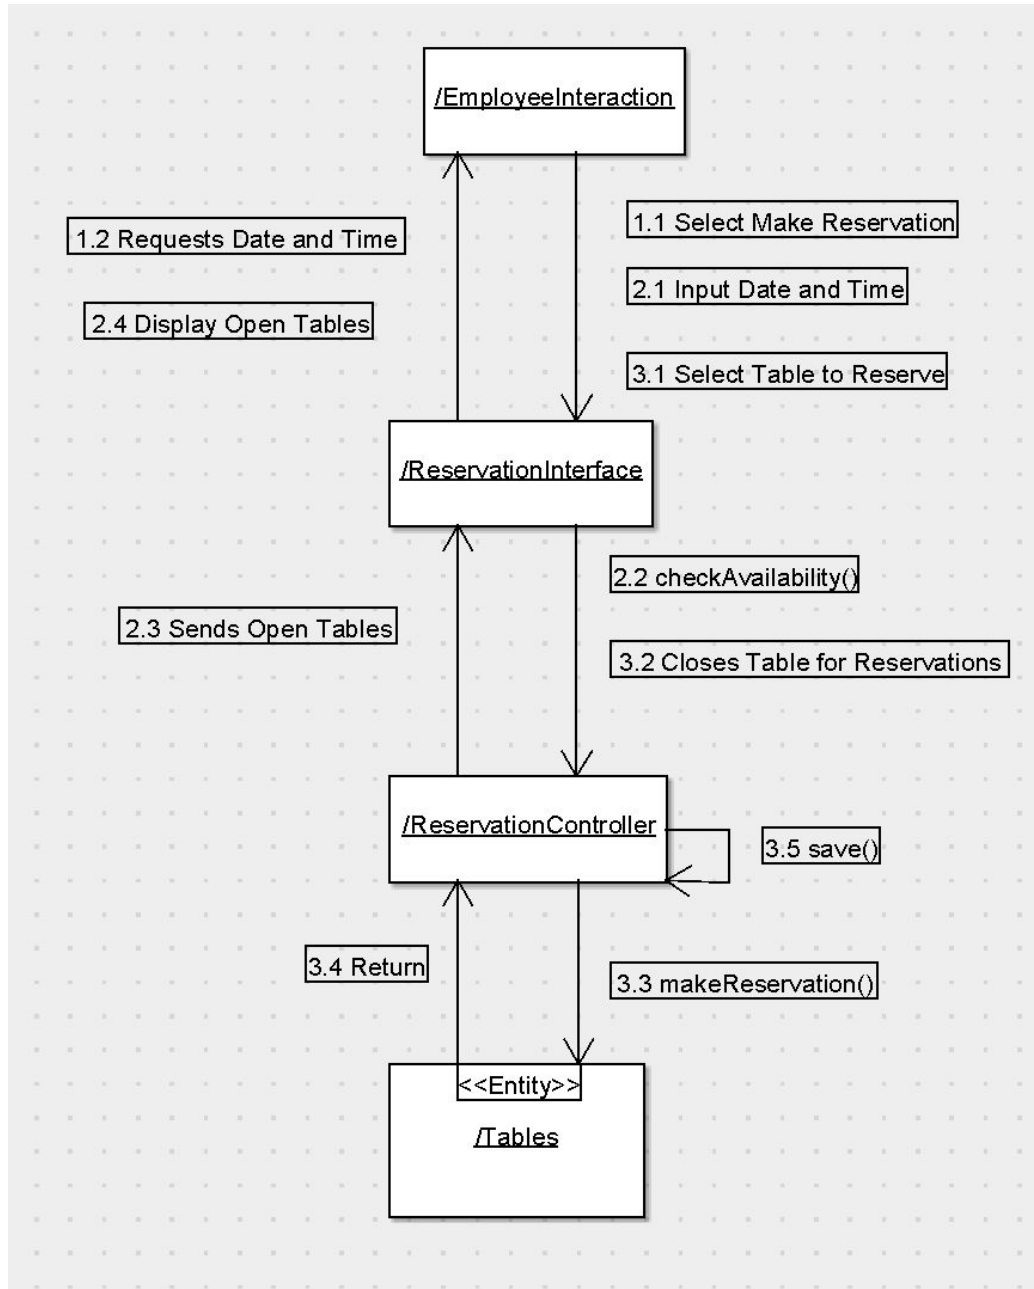 /EmployeeInteraction
1.2 Requests Date and Time
1.1 Select Make Reservation
2.1 Input Date and Time
2.4 Display Open Tables
3.1 Select Table to Reserve
/ReservationInterface
2.2 checkAvailability()
2.3 Sends Open Tables
3.2 Closes Table for Reservations
/ReservationController
3.5 save()
3.4 Return
3.3 makeReservation()
<<Entity>>
/Tables